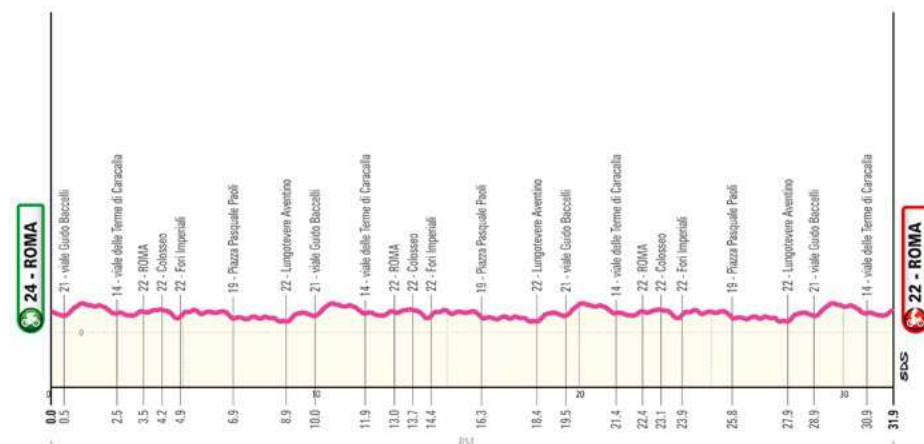 24 - ROMA
21 - viale Guido Baccelli
14 - viale delle Terme di Caracalla
22 - ROMA
22 - Colosseo
22 - Fori Imperiali
19 - Piazza Pasquale Paoli
22 - Lungotevere Aventino
21 - viale Guido Baccelli
14 - viale delle Terme di Caracalla
22 - ROMA
22 - Colosseo
22 - Fori Imperiali
19 - Piazza Pasquale Paoli
22 - Lungotevere Aventino
21 - viale Guido Baccelli
14 - viale delle Terme di Caracalla
22 - ROMA
22 - Colosseo
22 - Fori Imperiali
19 - Piazza Pasquale Paoli
22 - Lungotevere Aventino
21 - viale Guido Baccelli
14 - viale delle Terme di Caracalla
22 - ROMA
0
SDS
0 10 20 30
0.0 0.5 2.5 3.5 4.2 4.9 6.9 8.9 10.0 11.9 13.0 13.7 14.4 16.3 18.4 19.5 21.4 22.4 23.1 23.9 25.8 27.9 28.9 30.9 31.9